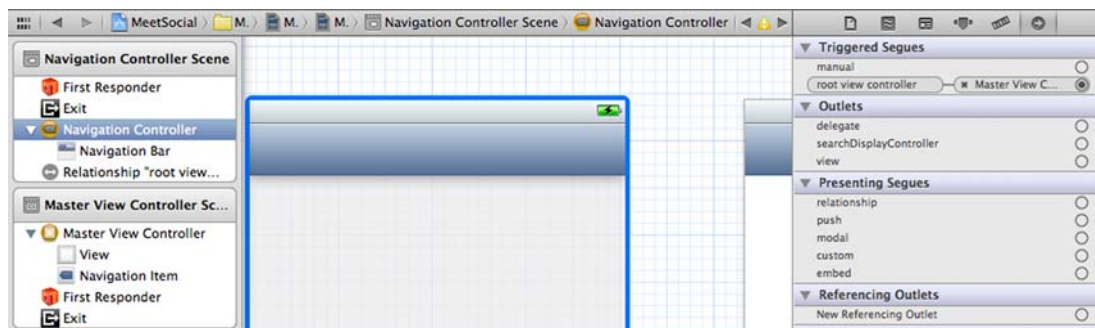 MeetSocial M. M. M. Navigation Controller Scene Navigation Controller
Navigation Controller Scene
First Responder
Exit
Navigation Controller
Navigation Bar
Relationship "root view...
Master View Controller Sc...
Master View Controller
View
Navigation Item
First Responder
Exit
Triggered Segues
manual
root view controller Master View C...
Outlets
delegate
searchDisplayController
view
Presenting Segues
relationship
push
modal
custom
embed
Referencing Outlets
New Referencing Outlet